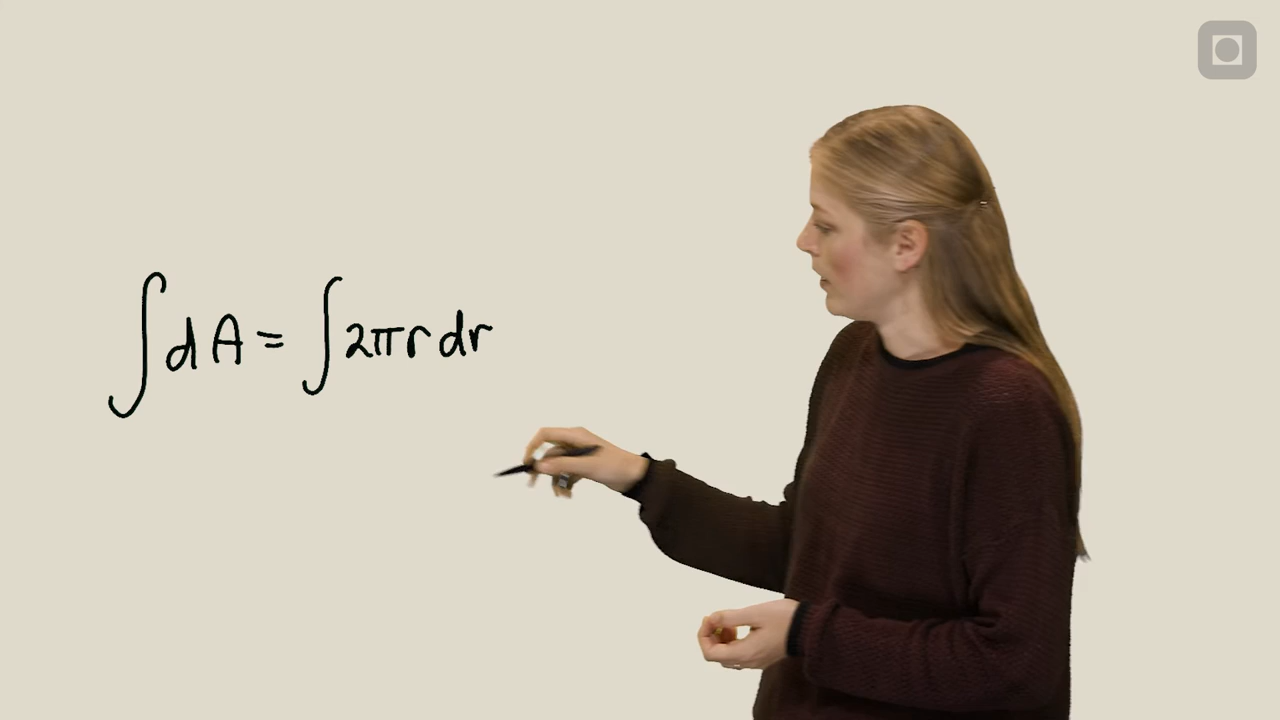 ∫dA = ∫2πr dr